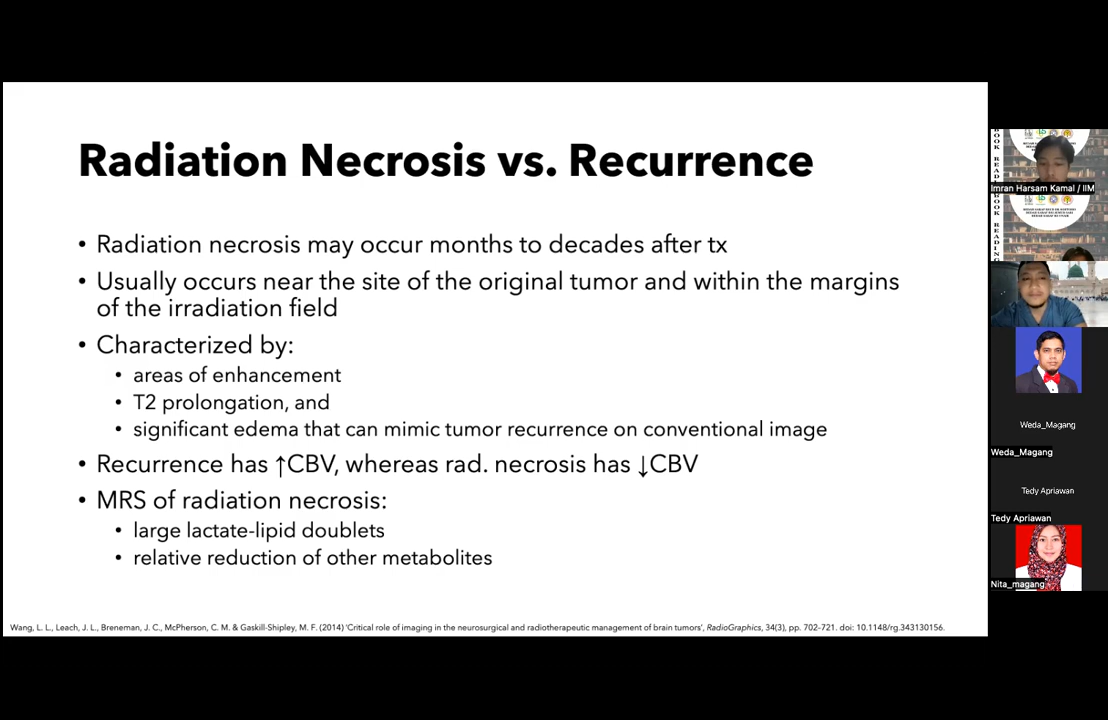 Radiation Necrosis vs. Recurrence
• Radiation necrosis may occur months to decades after tx
• Usually occurs near the site of the original tumor and within the margins
of the irradiation field
• Characterized by:
• areas of enhancement
• T2 prolongation, and
• significant edema that can mimic tumor recurrence on conventional image
• Recurrence has ↑CBV, whereas rad. necrosis has ↓CBV
• MRS of radiation necrosis:
• large lactate-lipid doublets
• relative reduction of other metabolites
Wang, L. L., Leach, J. L., Breneman, J. C., McPherson, C. M. & Gaskill-Shipley, M. F. (2014) 'Critical role of imaging in the neurosurgical and radiotherapeutic management of brain tumors', RadioGraphics, 34(3), pp. 702–721. doi: 10.1148/rg.343130156.
BOOK READING
Imran Harsam Kamal / IIM
BOOK READING
Weda_Magang
Weda_Magang
Tedy Apriawan
Tedy Apriawan
Nita_magang